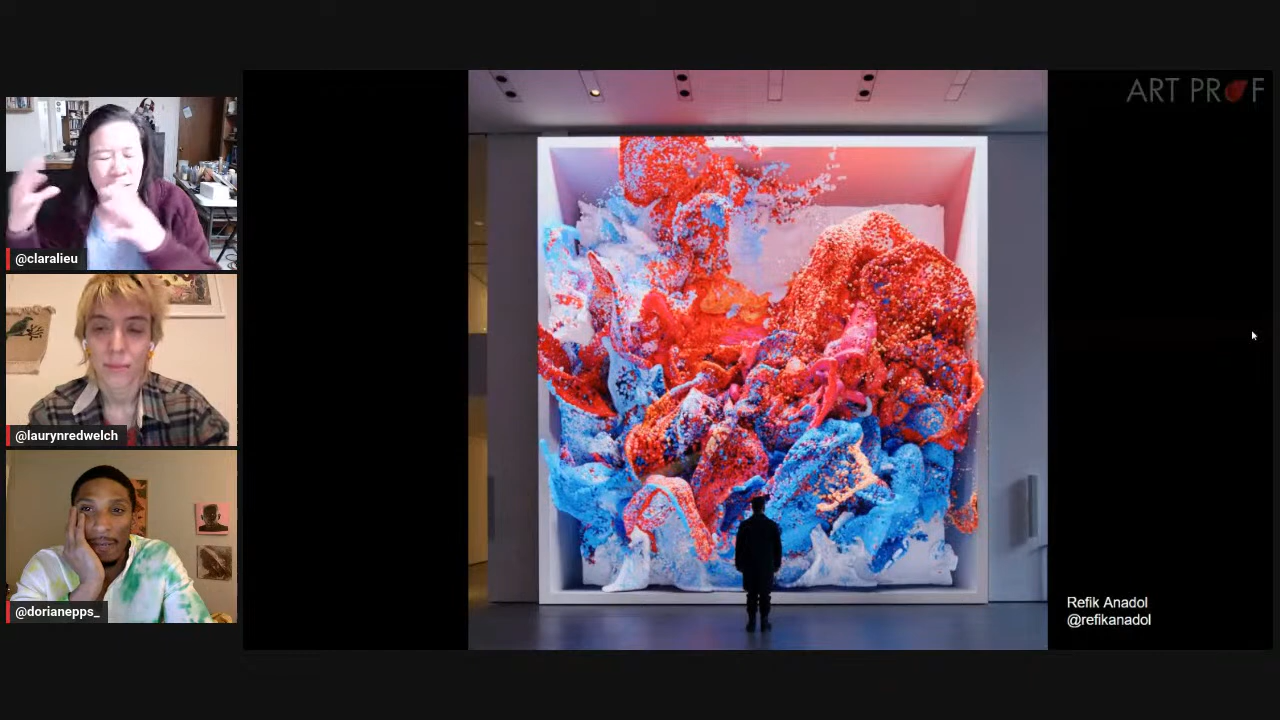 ART PROF
@claralieu
@laurynredwelch
@dorianepps_
Refik Anadol
@refikanadol